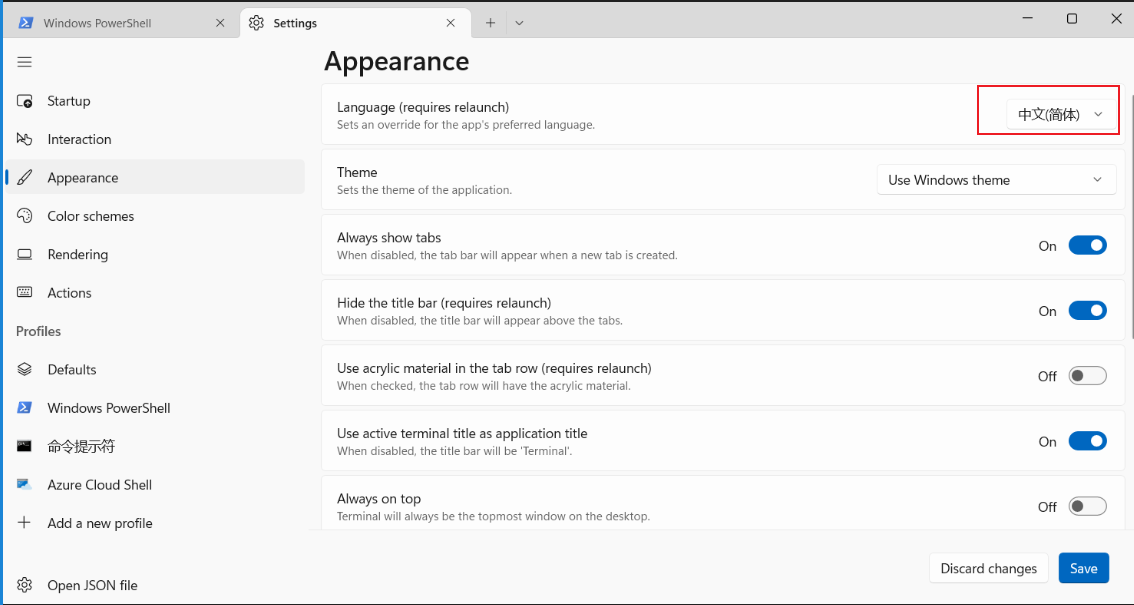 Windows PowerShell
Settings
Startup
Interaction
Appearance
Color schemes
Rendering
Actions
Profiles
Defaults
Windows PowerShell
命令提示符
Azure Cloud Shell
Add a new profile
Open JSON file
Appearance
Language (requires relaunch)
Sets an override for the app's preferred language.
中文(简体)
Theme
Sets the theme of the application.
Use Windows theme
Always show tabs
When disabled, the tab bar will appear when a new tab is created.
On
Hide the title bar (requires relaunch)
When disabled, the title bar will appear above the tabs.
On
Use acrylic material in the tab row (requires relaunch)
When checked, the tab row will have the acrylic material.
Off
Use active terminal title as application title
When disabled, the title bar will be 'Terminal'.
On
Always on top
Terminal will always be the topmost window on the desktop.
Off
Discard changes
Save